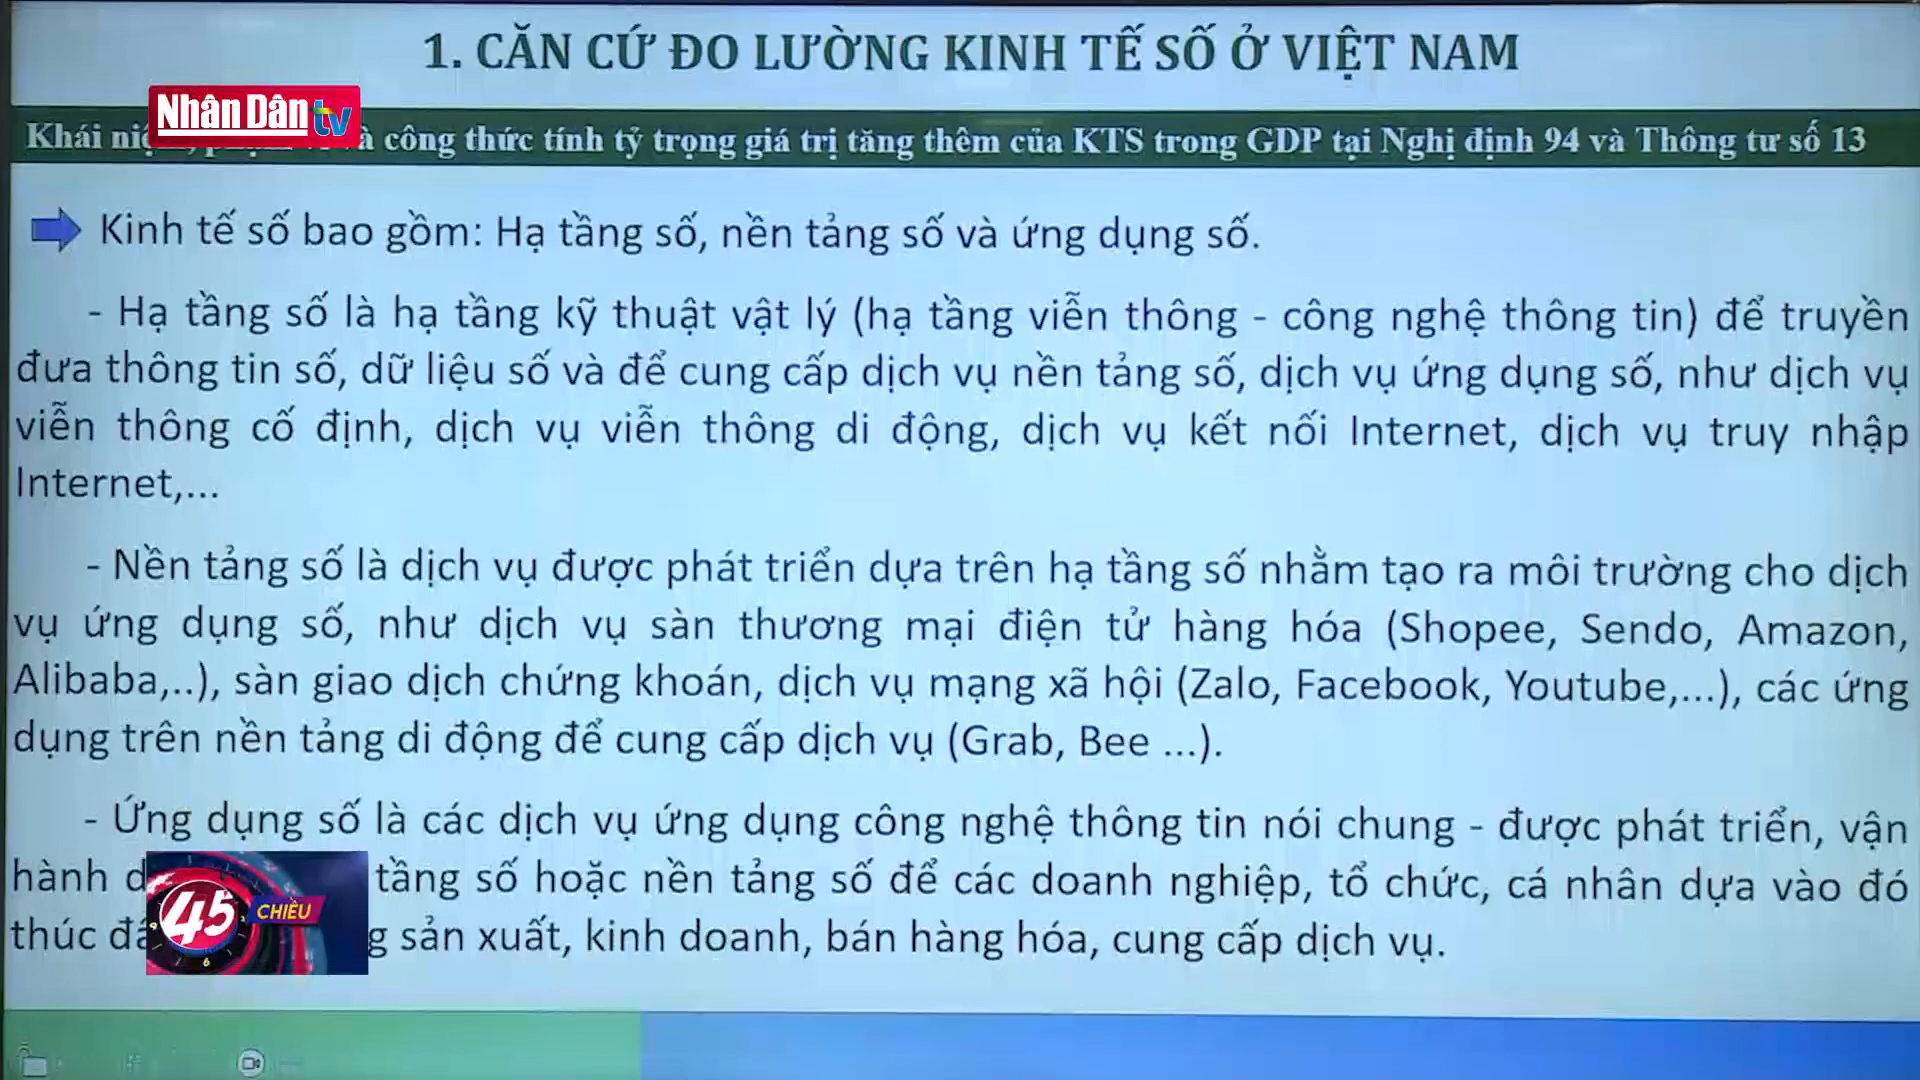 1. CĂN CỨ ĐO LƯỜNG KINH TẾ SỐ Ở VIỆT NAM
Nhân Dân tv
Khái công thức tính tỷ trọng giá trị tăng thêm của KTS trong GDP tại Nghị định 94 và Thông tư số 13
Kinh tế số bao gồm: Hạ tầng số, nền tảng số và ứng dụng số.
- Hạ tầng số là hạ tầng kỹ thuật vật lý (hạ tầng viễn thông - công nghệ thông tin) để truyền
đưa thông tin số, dữ liệu số và để cung cấp dịch vụ nền tảng số, dịch vụ ứng dụng số, như dịch vụ
viễn thông cố định, dịch vụ viễn thông di động, dịch vụ kết nối Internet, dịch vụ truy nhập
Internet,...
- Nền tảng số là dịch vụ được phát triển dựa trên hạ tầng số nhằm tạo ra môi trường cho dịch
vụ ứng dụng số, như dịch vụ sàn thương mại điện tử hàng hóa (Shopee, Sendo, Amazon,
Alibaba,..), sàn giao dịch chứng khoán, dịch vụ mạng xã hội (Zalo, Facebook, Youtube,...), các ứng
dụng trên nền tảng di động để cung cấp dịch vụ (Grab, Bee ...).
- Ứng dụng số là các dịch vụ ứng dụng công nghệ thông tin nói chung - được phát triển, vận
hành tầng số hoặc nền tảng số để các doanh nghiệp, tổ chức, cá nhân dựa vào đó
thúc sản xuất, kinh doanh, bán hàng hóa, cung cấp dịch vụ.
45 CHIỀU
9 3 6